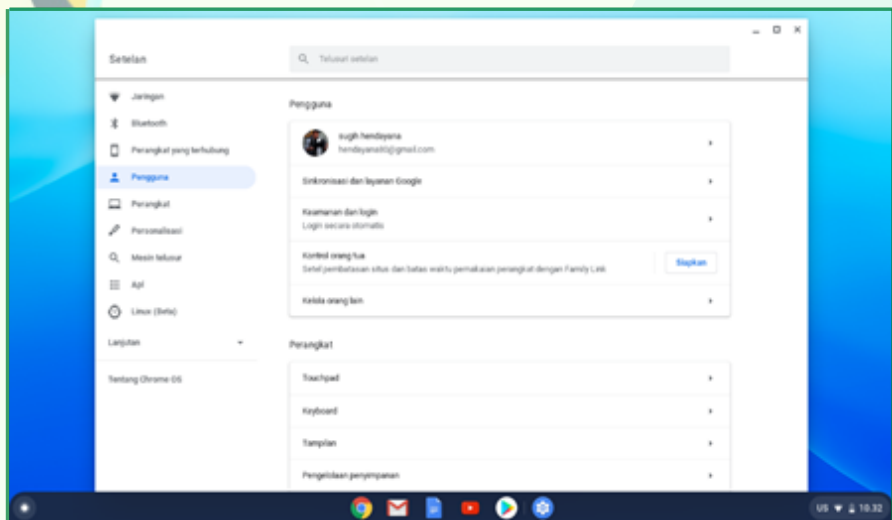 Setelan
Telusuri setelan
Jaringan
Bluetooth
Perangkat yang terhubung
Pengguna
Perangkat
Personalisasi
Mesin telusur
Apl
Linux (Beta)
Lanjutan
Tentang Chrome OS
Pengguna
sugih hendayana
@gmail.com
Sinkronisasi dan layanan Google
Keamanan dan login
Login secara otomatis
Kontrol orang tua
Setel pembatasan situs dan batas waktu pemakaian perangkat dengan Family Link
Siapkan
Kelola orang lain
Perangkat
Touchpad
Keyboard
Tampilan
Pengelolaan penyimpanan
US 10.32